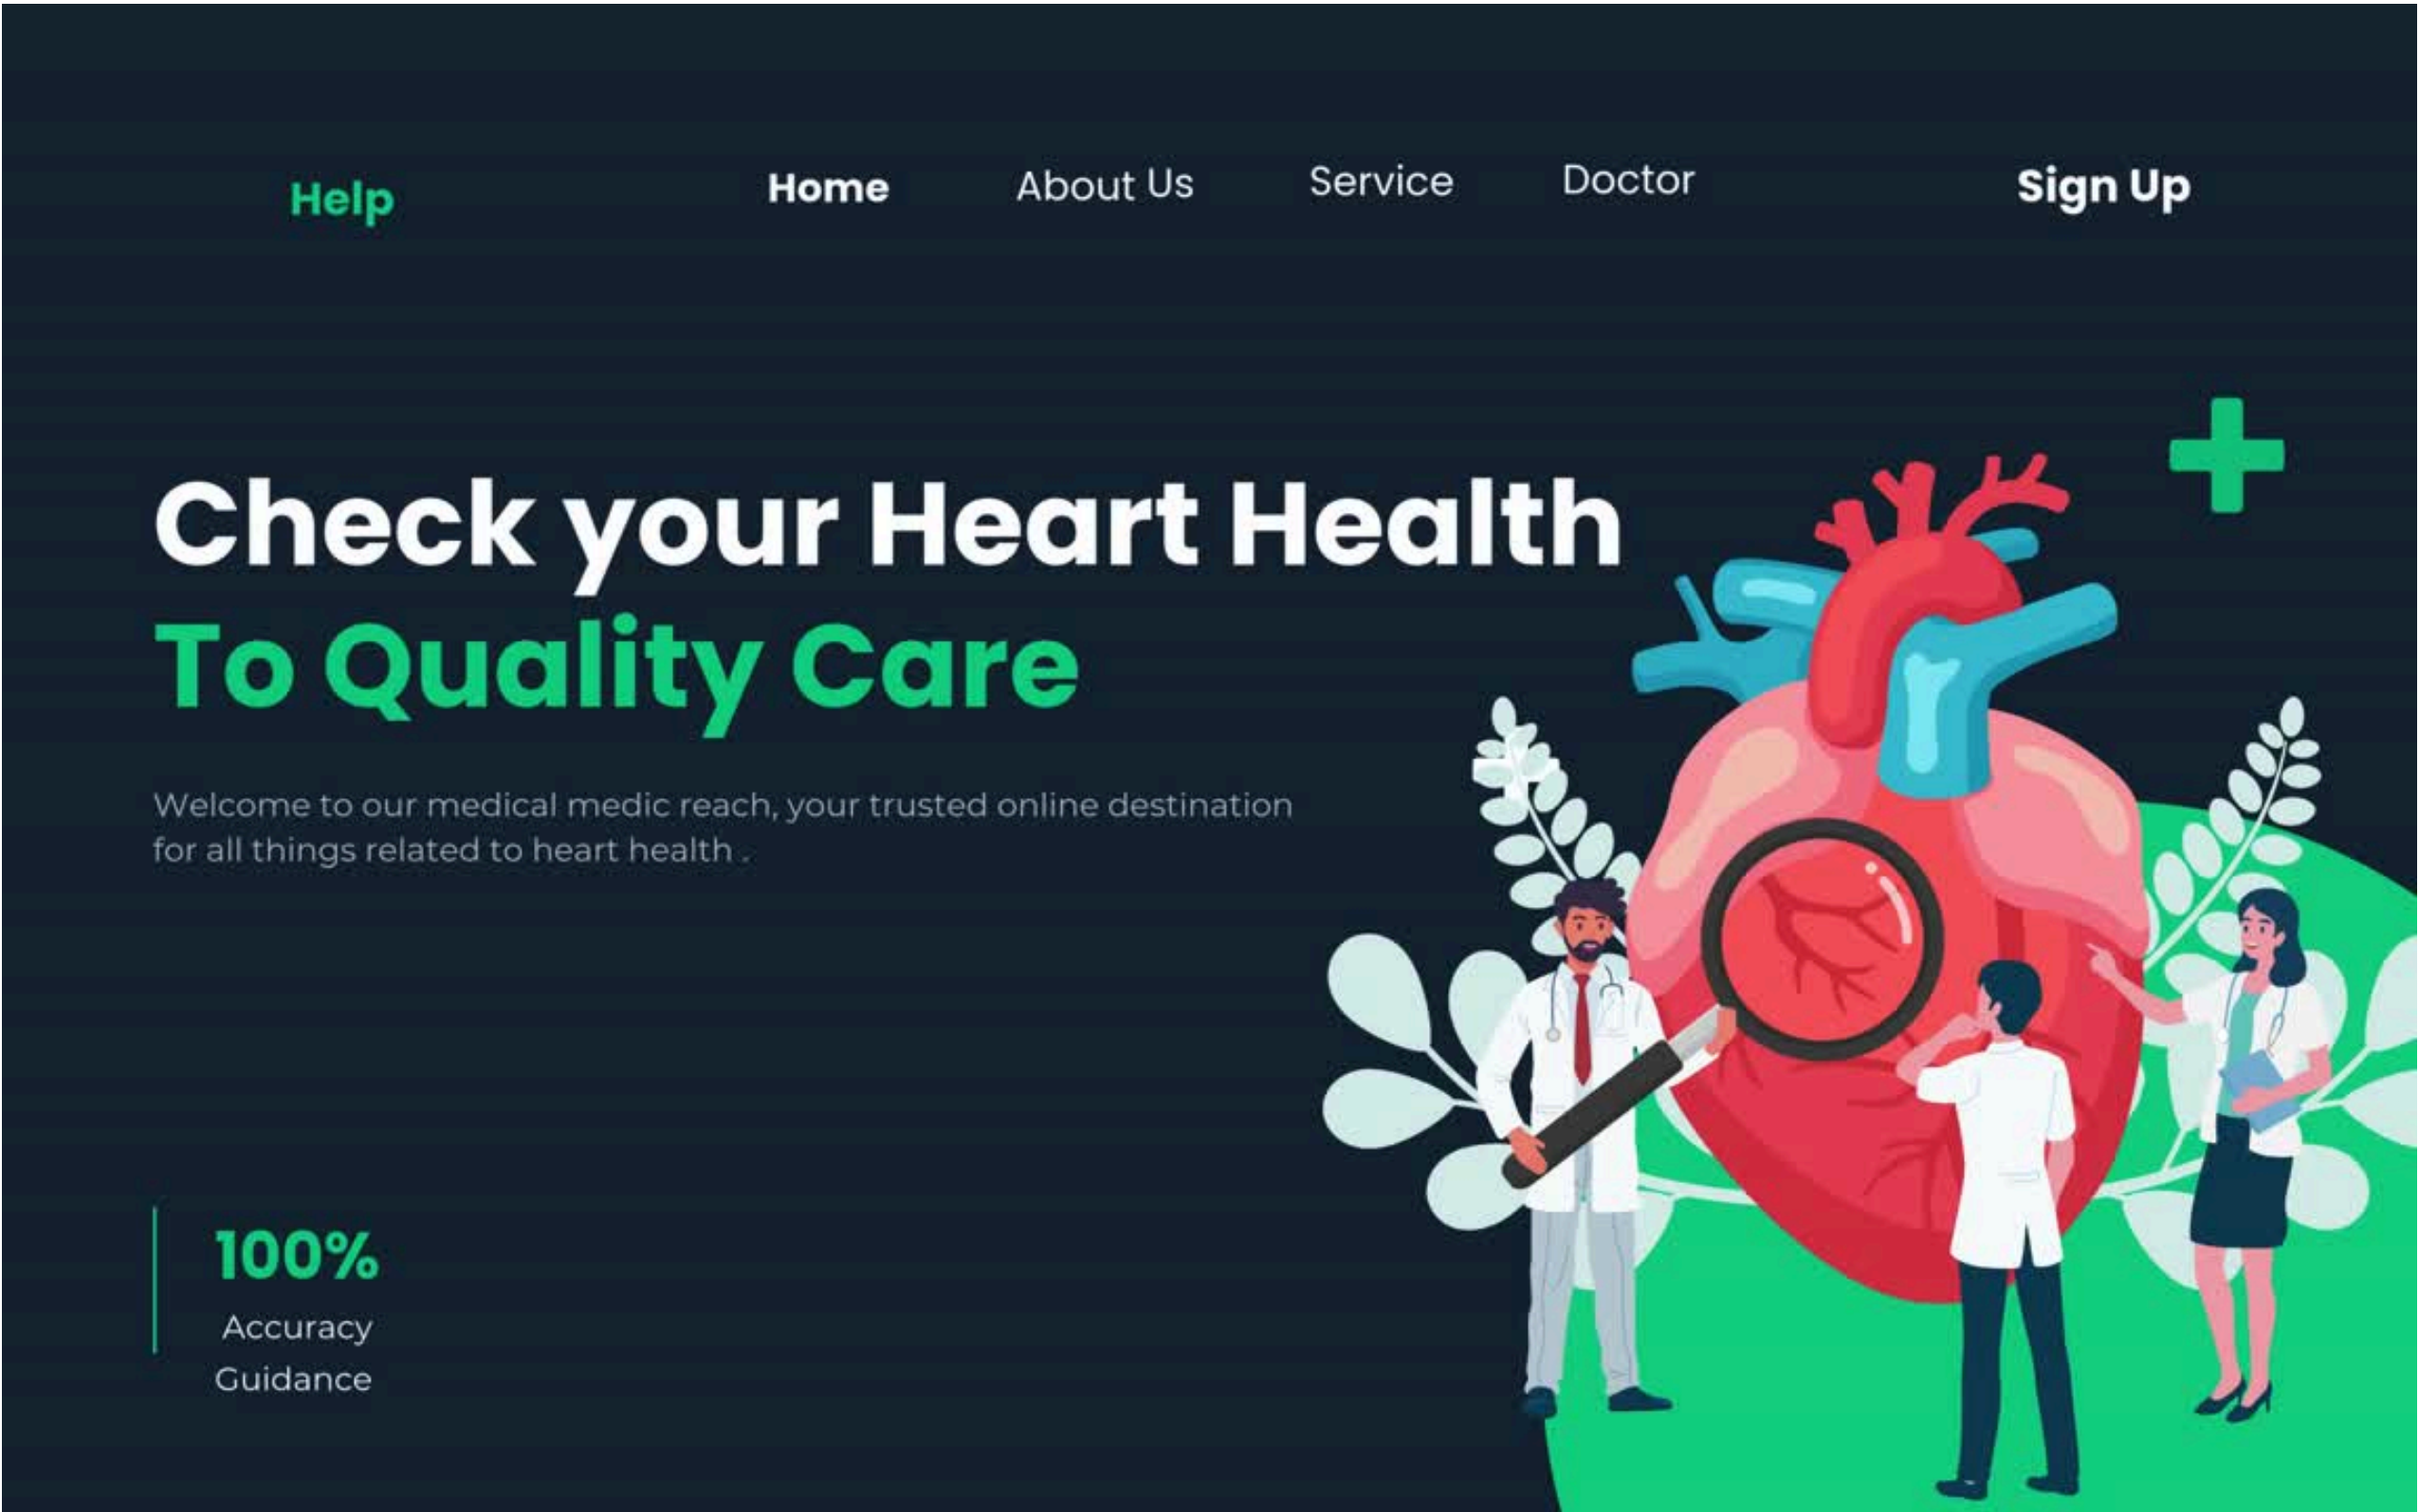 Help
Home
About Us
Service
Doctor
Sign Up
Check your Heart Health
To Quality Care
Welcome to our medical medic reach, your trusted online destination
for all things related to heart health .
100%
Accuracy
Guidance